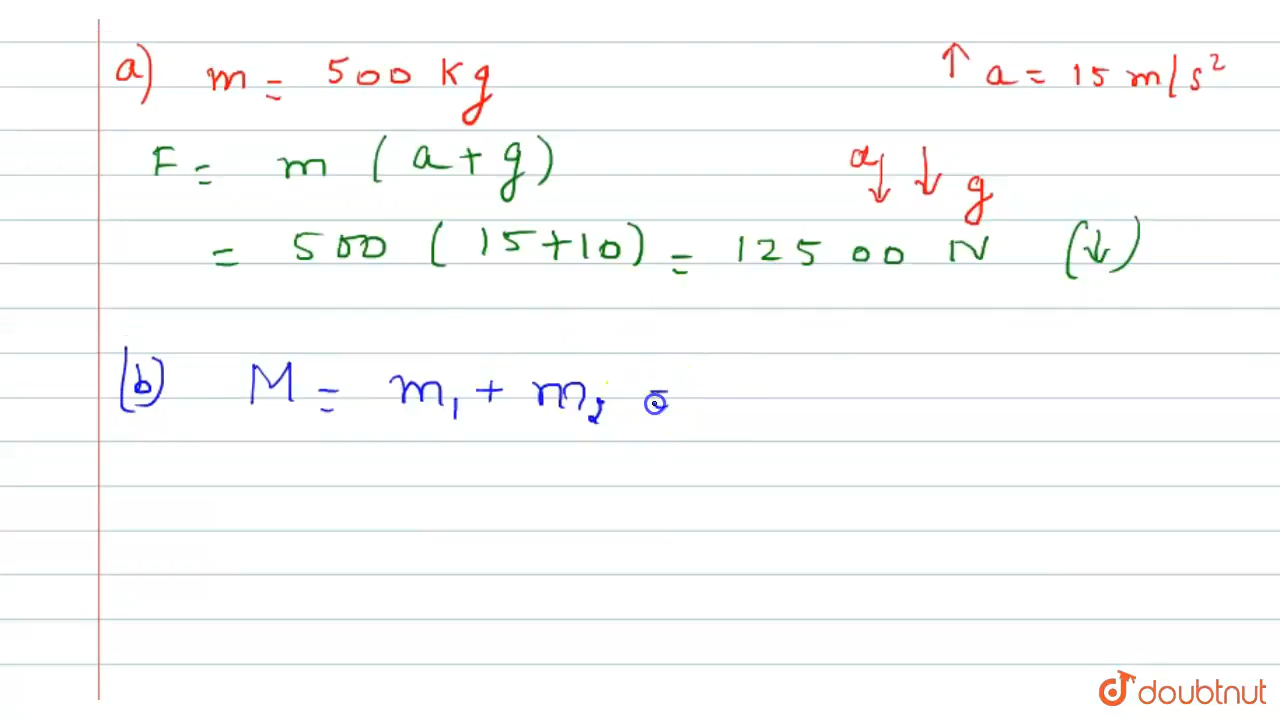 a) m = 500 kg ↑ a = 15 m/s²
F = m (a+g) a↓ ↓ g
= 500 (15+10) = 12500 N (↓)
(b) M = m₁ + m₂ =
doubtnut